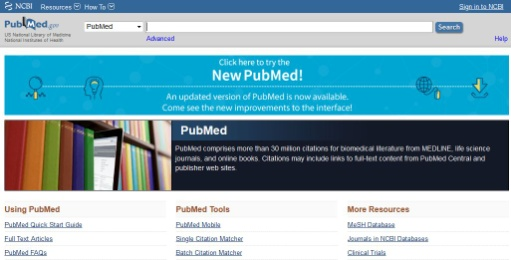 NCBI Resources How To Sign in to NCBI
PubMed.gov
US National Library of Medicine
National Institutes of Health
PubMed Search
Advanced Help
Click here to try the
New PubMed!
An updated version of PubMed is now available.
Come see the new improvements to the interface!
PubMed
PubMed comprises more than 30 million citations for biomedical literature from MEDLINE, life science
journals, and online books. Citations may include links to full-text content from PubMed Central and
publisher web sites.
Using PubMed PubMed Tools More Resources
PubMed Quick Start Guide PubMed Mobile MeSH Database
Full Text Articles Single Citation Matcher Journals in NCBI Databases
PubMed FAQs Batch Citation Matcher Clinical Trials